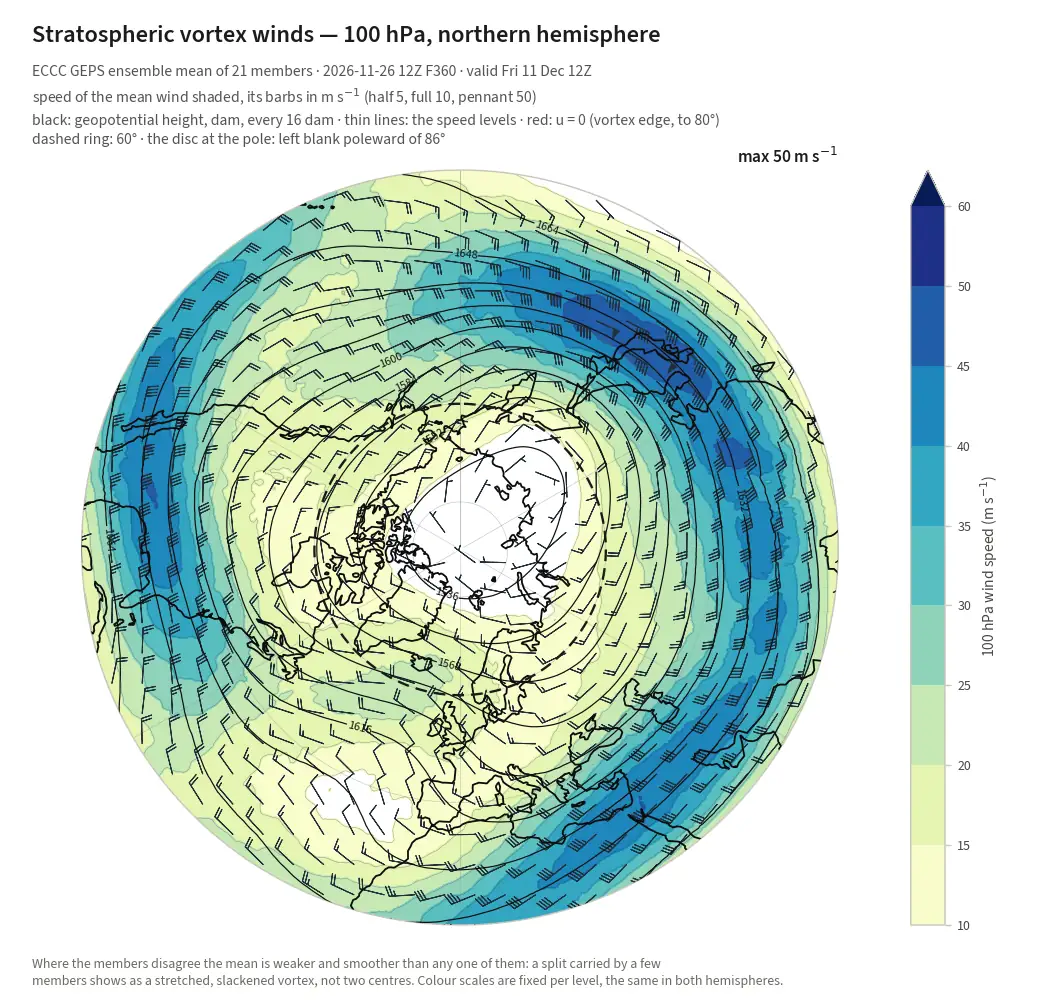 Stratospheric vortex winds — 100 hPa, northern hemisphere
ECCC GEPS ensemble mean of 21 members · 2026-11-26 12Z F360 · valid Fri 11 Dec 12Z
speed of the mean wind shaded, its barbs in m s⁻¹ (half 5, full 10, pennant 50)
black: geopotential height, dam, every 16 dam · thin lines: the speed levels · red: u = 0 (vortex edge, to 80°)
dashed ring: 60° · the disc at the pole: left blank poleward of 86°
max 50 m s⁻¹
1664
1648
1600
1536
1616
60
50
45
40
35
30
25
20
15
10
100 hPa wind speed (m s⁻¹)
Where the members disagree the mean is weaker and smoother than any one of them: a split carried by a few
members shows as a stretched, slackened vortex, not two centres. Colour scales are fixed per level, the same in both hemispheres.